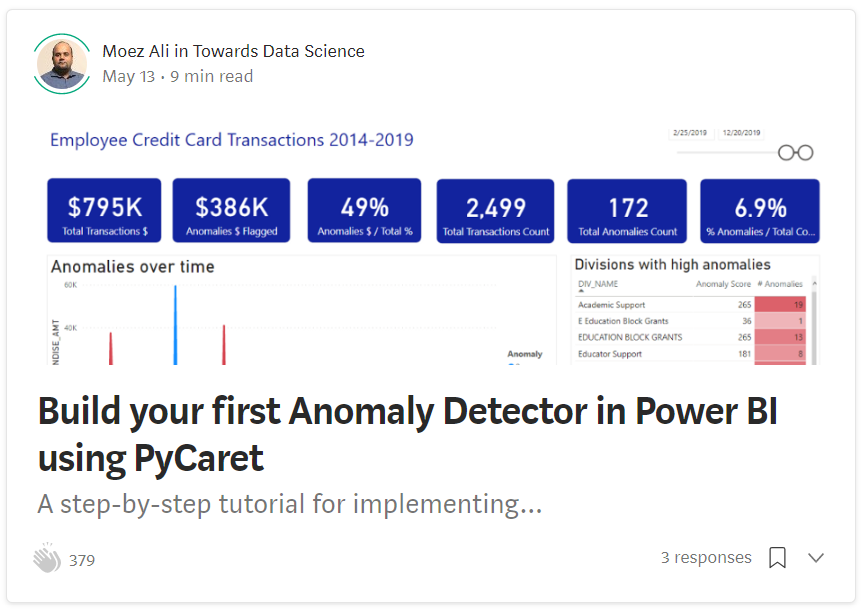 Moez Ali in Towards Data Science
May 13 · 9 min read
Employee Credit Card Transactions 2014-2019
2/25/2019 12/20/2019
$795K $386K 49% 2,499 172 6.9%
Total Transactions $ Anomalies $ Flagged Anomalies $ / Total % Total Transactions Count Total Anomalies Count % Anomalies / Total Co...
Anomalies over time
60K
40K
NDISE_AMT
Anomaly
Divisions with high anomalies
DIV_NAME Anomaly Score # Anomalies
Academic Support 265 19
E Education Block Grants 36 1
EDUCATION BLOCK GRANTS 265 15
Educator Support 181 8
Build your first Anomaly Detector in Power BI
using PyCaret
A step-by-step tutorial for implementing...
379
3 responses